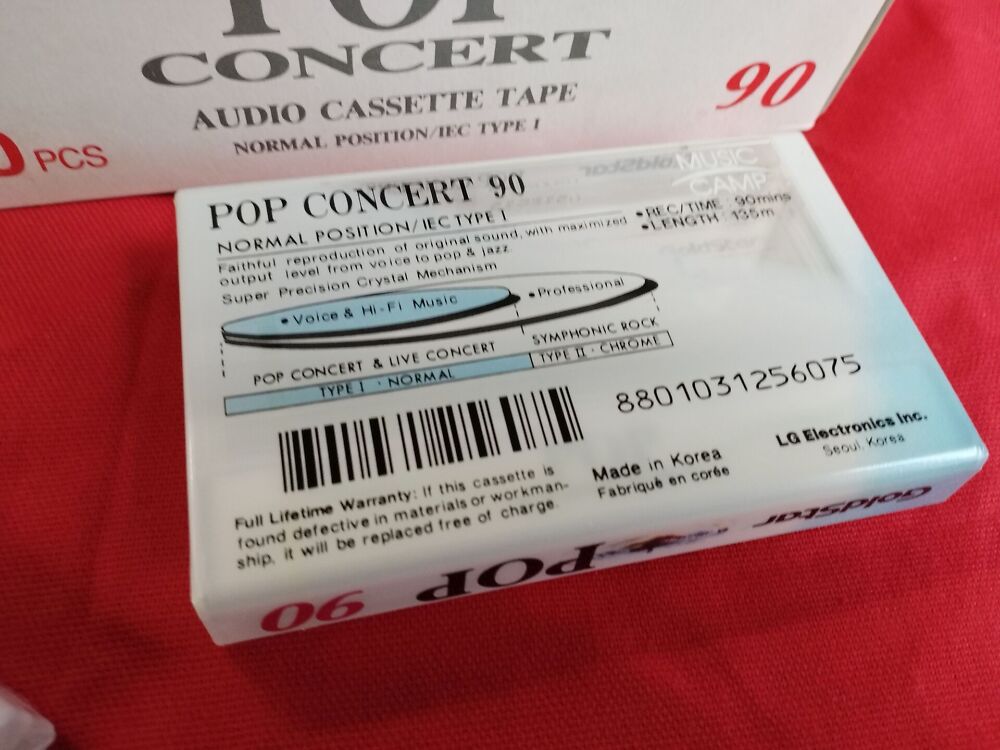 POP
CONCERT
AUDIO CASSETTE TAPE
NORMAL POSITION/IEC TYPE I
90
0 PCS
MUSIC
CAMP
POP CONCERT 90
NORMAL POSITION/IEC TYPE I
Faithful reproduction of original sound, with maximized
output level from voice to pop & jazz
Super Precision Crystal Mechanism
•REC/TIME : 90mins
•LENGTH : 135m
•Voice & Hi-Fi Music
•Professional
POP CONCERT & LIVE CONCERT
SYMPHONIC ROCK
TYPE I · NORMAL
TYPE II · CHROME
8801031256075
LG Electronics Inc.
Seoul, Korea
Made in Korea
Fabriqué en corée
Full Lifetime Warranty: If this cassette is
found defective in materials or workman-
ship, it will be replaced free of charge.
GoldStar
POP
90